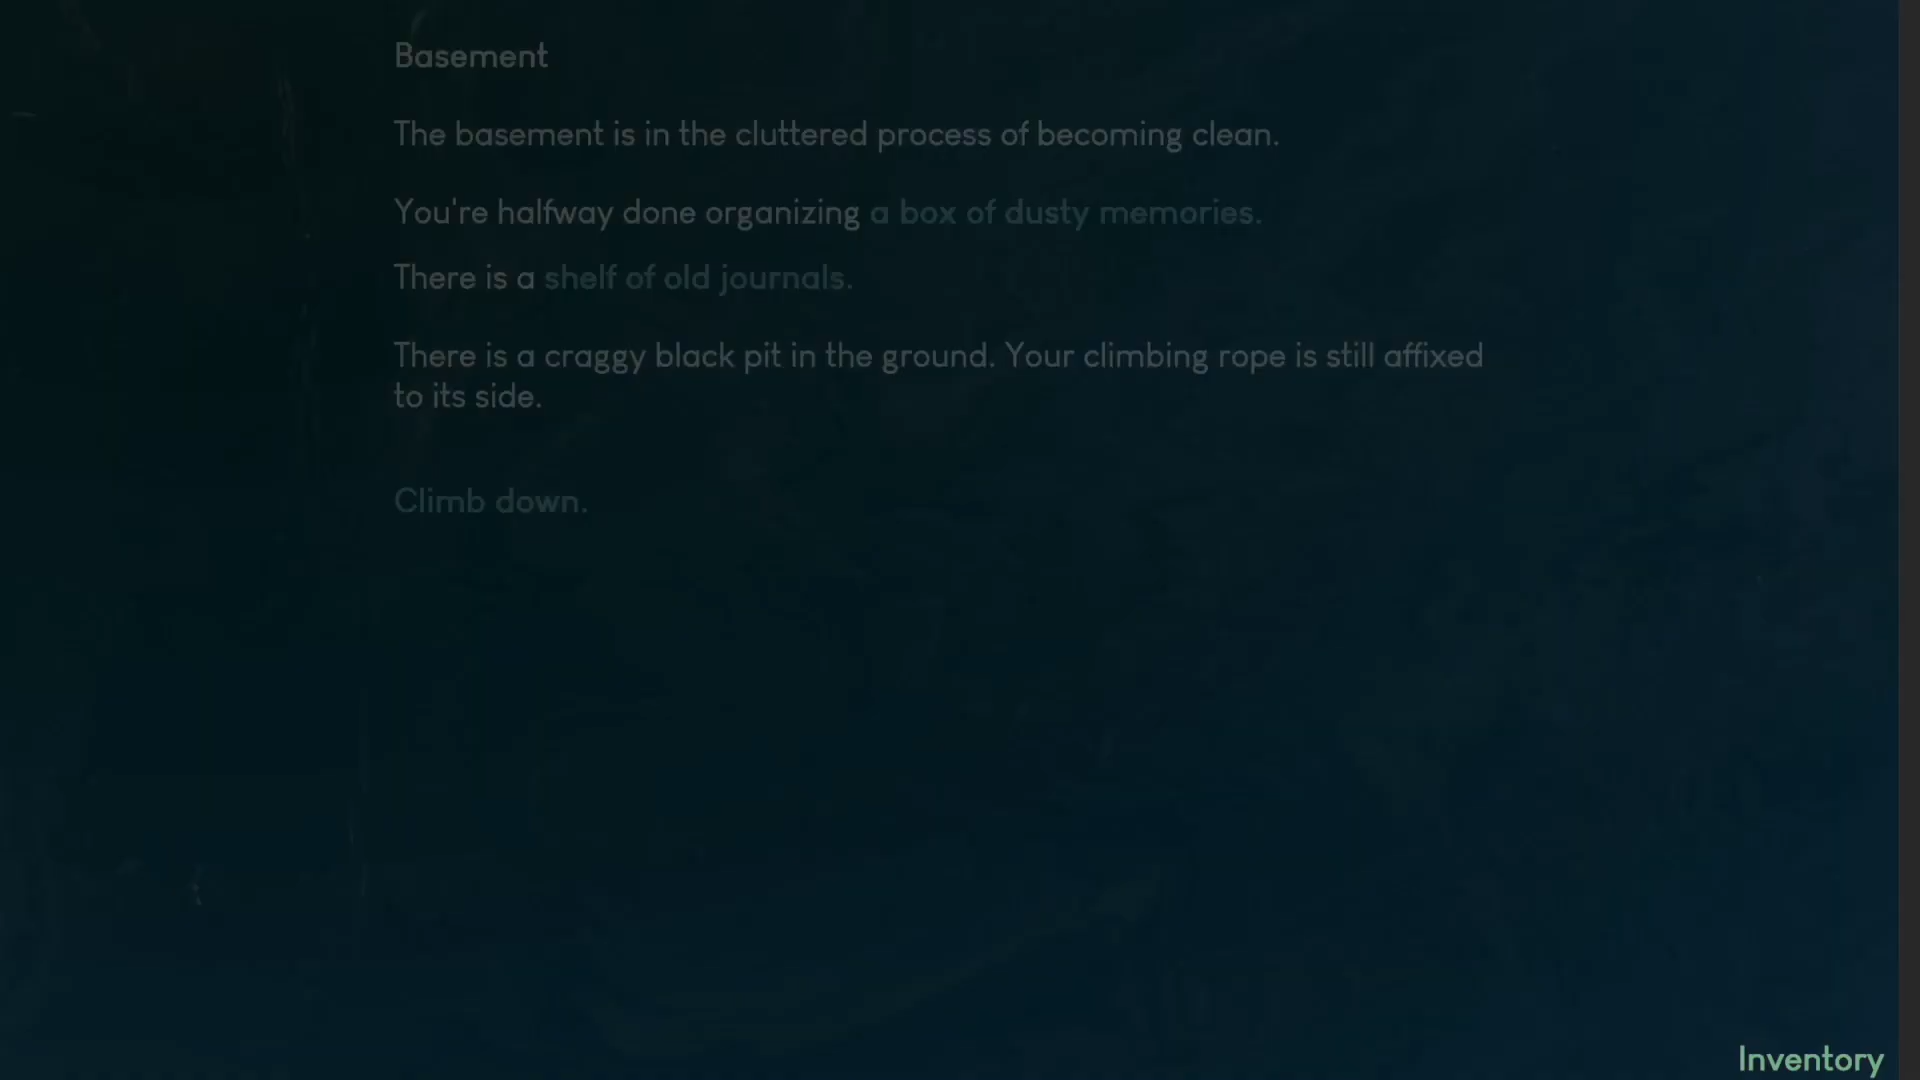 Basement
The basement is in the cluttered process of becoming clean.
You're halfway done organizing a box of dusty memories.
There is a shelf of old journals.
There is a craggy black pit in the ground. Your climbing rope is still affixed
to its side.
Climb down.
Inventory